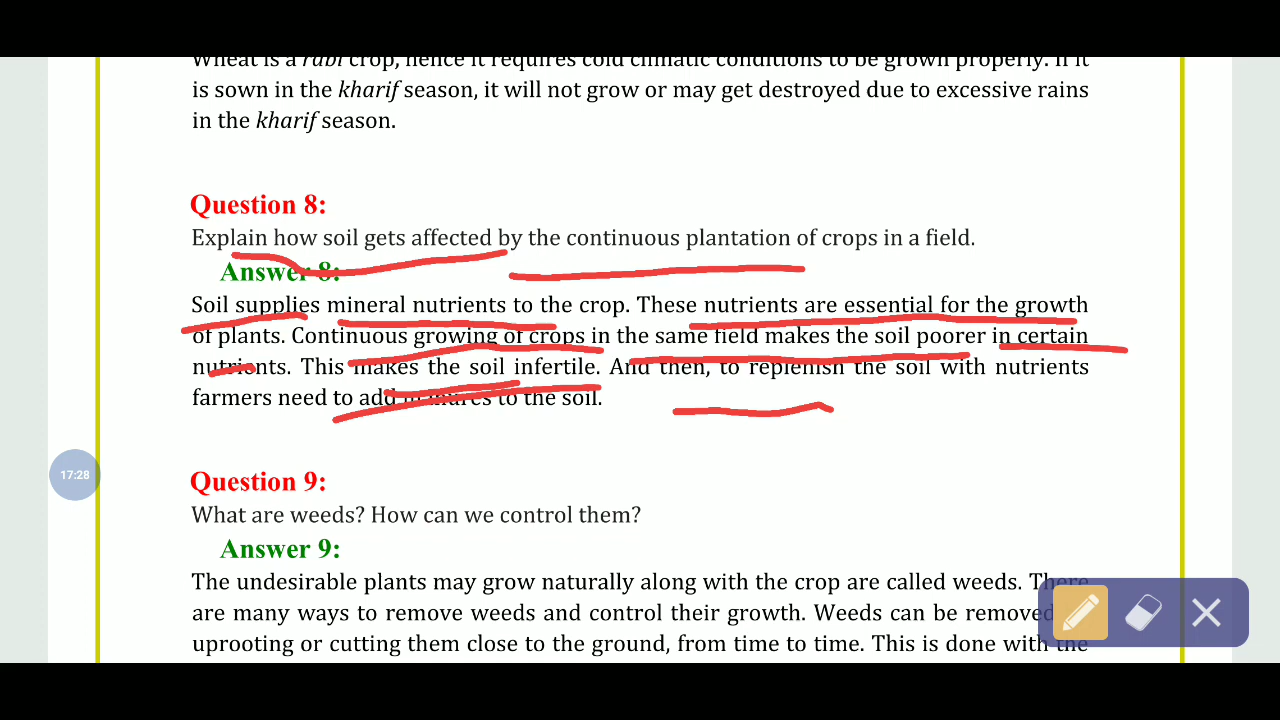 Wheat is a rabi crop, hence it requires cold climatic conditions to be grown properly. If it
is sown in the kharif season, it will not grow or may get destroyed due to excessive rains
in the kharif season.
Question 8:
Explain how soil gets affected by the continuous plantation of crops in a field.
Answer 8:
Soil supplies mineral nutrients to the crop. These nutrients are essential for the growth
of plants. Continuous growing of crops in the same field makes the soil poorer in certain
nutrients. This makes the soil infertile. And then, to replenish the soil with nutrients
farmers need to add manures to the soil.
17:28
Question 9:
What are weeds? How can we control them?
Answer 9:
The undesirable plants may grow naturally along with the crop are called weeds. There
are many ways to remove weeds and control their growth. Weeds can be removed
uprooting or cutting them close to the ground, from time to time. This is done with the